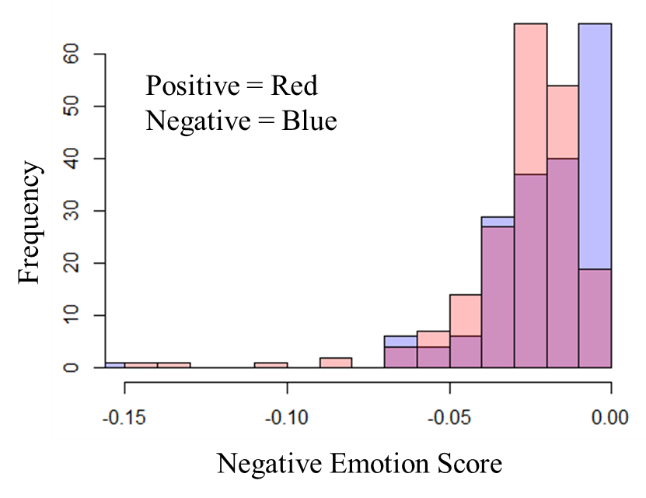 Positive = Red
Negative = Blue
Frequency
60
50
40
30
20
10
0
-0.15 -0.10 -0.05 0.00
Negative Emotion Score